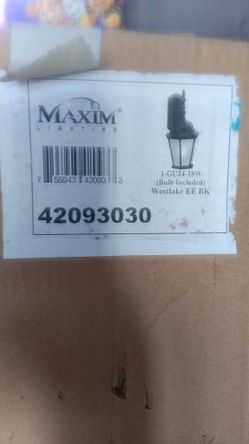 MAXIM
LIGHTING
1-GU24-18W
(Bulb Included)
Westlake EE BK
7 55943 42093 3
42093030